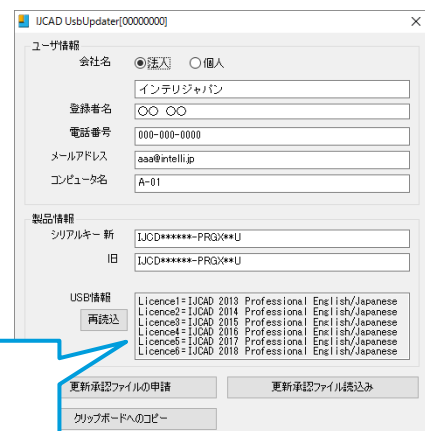 IJCAD UsbUpdater[00000000]
ユーザ情報
会社名 法人 個人
インテリジャパン
登録者名 〇〇 〇〇
電話番号 000-000-0000
メールアドレス aaa@intelli.jp
コンピュータ名 A-01
製品情報
シリアルキー 新 IJCD******-PRGX**U
旧 IJCD******-PRGX**U
USB情報
再読込
Licence1=IJCAD 2013 Professional English/Japanese
Licence2=IJCAD 2014 Professional English/Japanese
Licence3=IJCAD 2015 Professional English/Japanese
Licence4=IJCAD 2016 Professional English/Japanese
Licence5=IJCAD 2017 Professional English/Japanese
Licence6=IJCAD 2018 Professional English/Japanese
更新承認ファイルの申請 更新承認ファイル読込み
クリップボードへのコピー